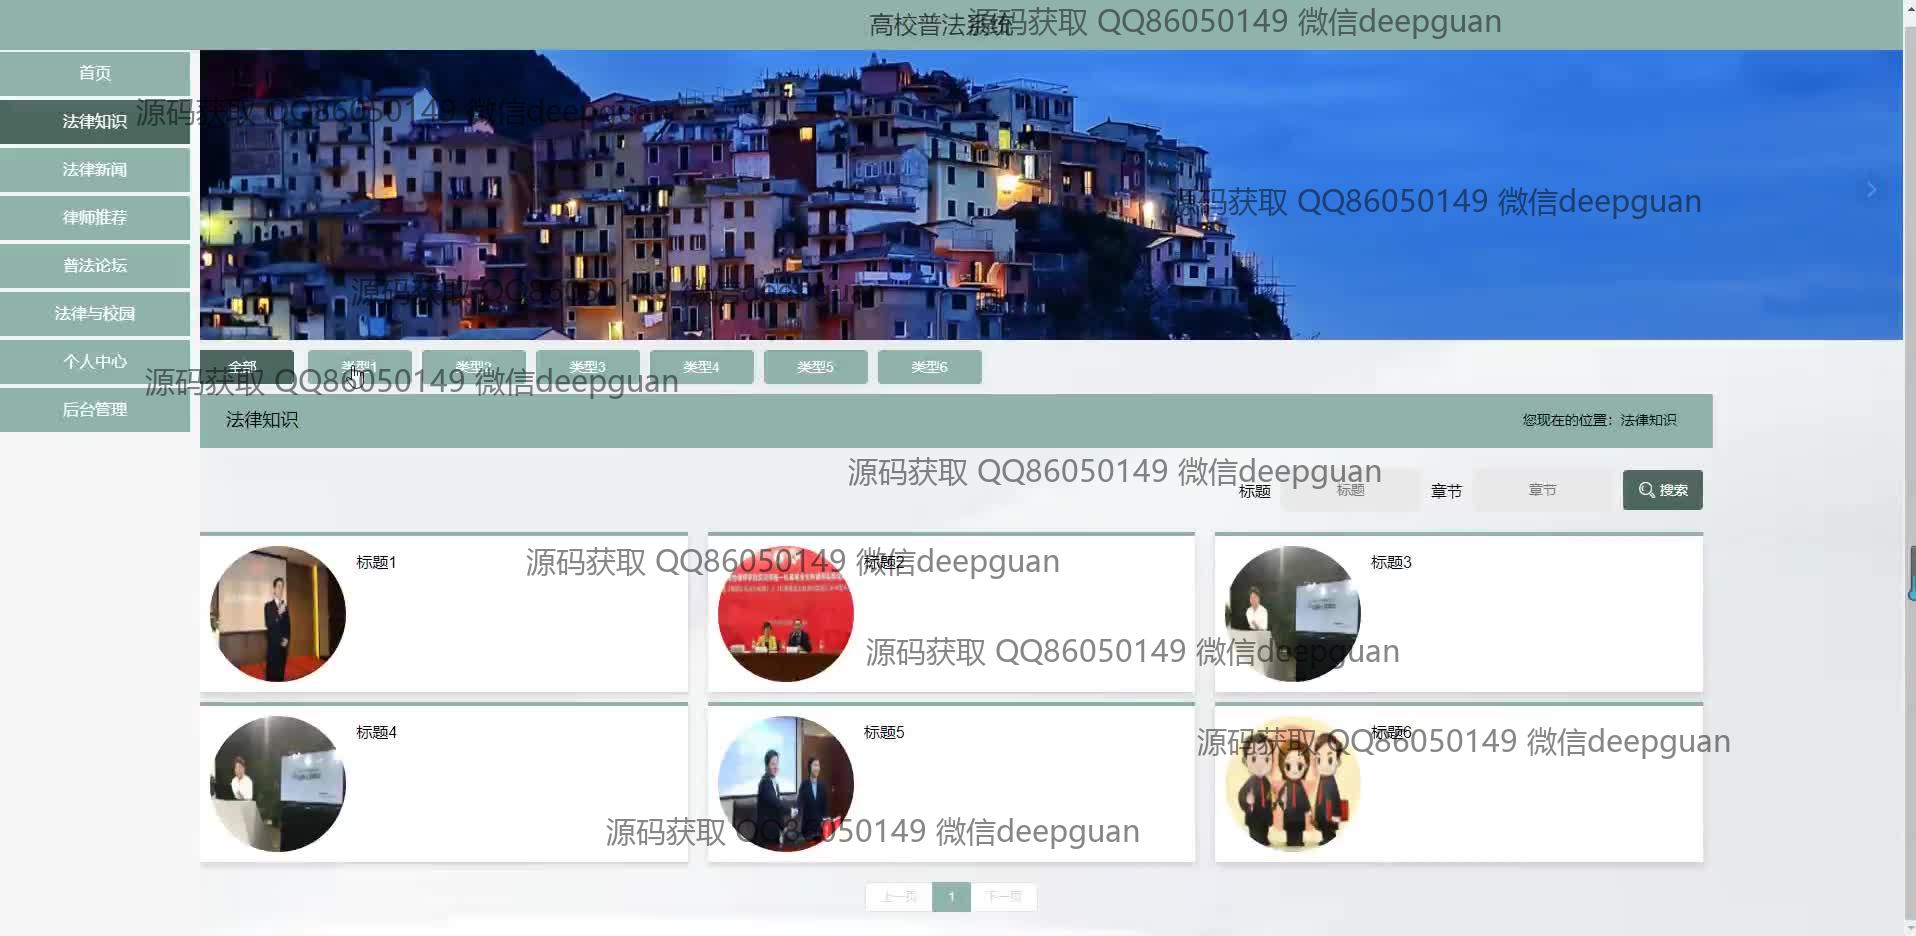 高校普法系统
源码获取 QQ86050149 微信deepguan
首页
法律知识
源码获取 QQ86050149 微信deepguan
法律新闻
律师推荐
源码获取 QQ86050149 微信deepguan
普法论坛
法律与校园
源码获取 QQ86050149 微信deepguan
个人中心
后台管理
全部
类型1
类型2
类型3
类型4
类型5
类型6
源码获取 QQ86050149 微信deepguan
法律知识
您现在的位置：法律知识
源码获取 QQ86050149 微信deepguan
标题
标题
章节
章节
搜索
标题1
源码获取 QQ86050149 微信deepguan
标题2
标题3
源码获取 QQ86050149 微信deepguan
标题4
标题5
标题6
源码获取 QQ86050149 微信deepguan
源码获取 QQ86050149 微信deepguan
上一页
1
下一页